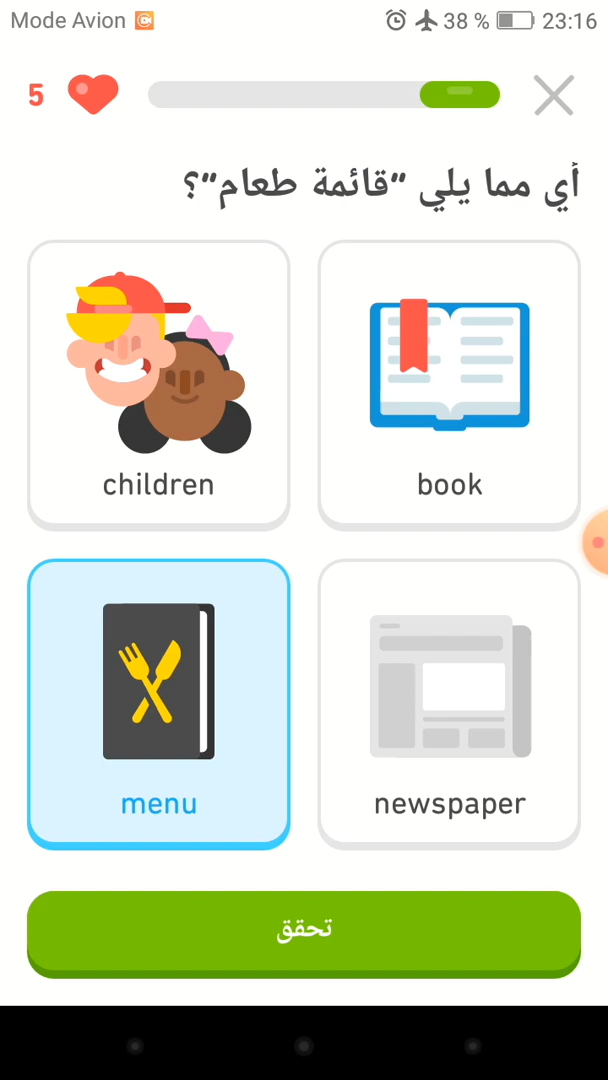 Mode Avion 38 % 23:16
5
أي مما يلي “قائمة طعام”؟
children
book
menu
newspaper
تحقق